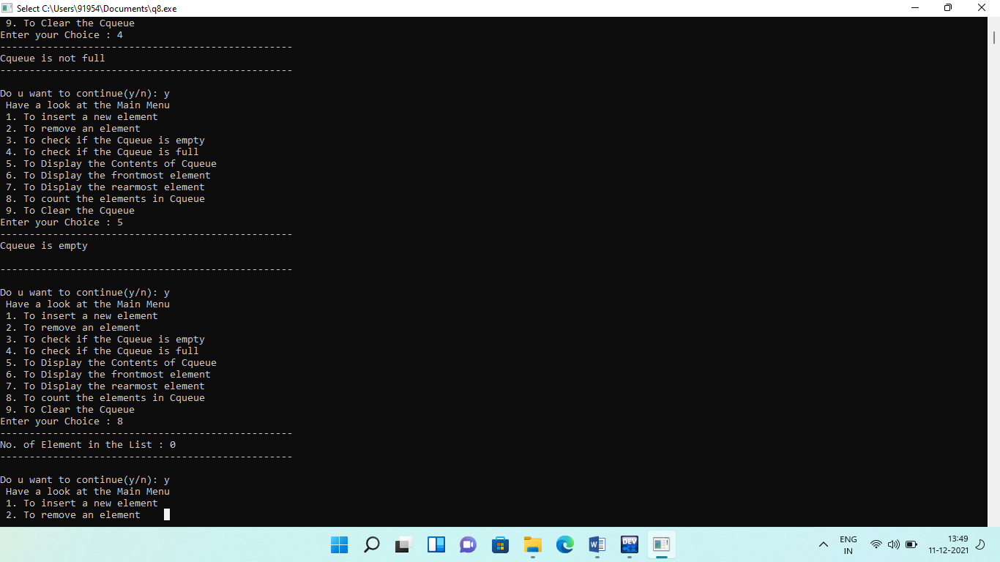 Select C:\Users\91954\Documents\q8.exe
 9. To Clear the Cqueue
Enter your Choice : 4
--------------------------------------------------
Cqueue is not full
--------------------------------------------------
Do u want to continue(y/n): y
 Have a look at the Main Menu
 1. To insert a new element
 2. To remove an element
 3. To check if the Cqueue is empty
 4. To check if the Cqueue is full
 5. To Display the Contents of Cqueue
 6. To Display the frontmost element
 7. To Display the rearmost element
 8. To count the elements in Cqueue
 9. To Clear the Cqueue
Enter your Choice : 5
--------------------------------------------------
Cqueue is empty
--------------------------------------------------
Do u want to continue(y/n): y
 Have a look at the Main Menu
 1. To insert a new element
 2. To remove an element
 3. To check if the Cqueue is empty
 4. To check if the Cqueue is full
 5. To Display the Contents of Cqueue
 6. To Display the frontmost element
 7. To Display the rearmost element
 8. To count the elements in Cqueue
 9. To Clear the Cqueue
Enter your Choice : 8
--------------------------------------------------
No. of Element in the List : 0
--------------------------------------------------
Do u want to continue(y/n): y
 Have a look at the Main Menu
 1. To insert a new element
 2. To remove an element
W
DEV
ENG
IN
13:49
11-12-2021